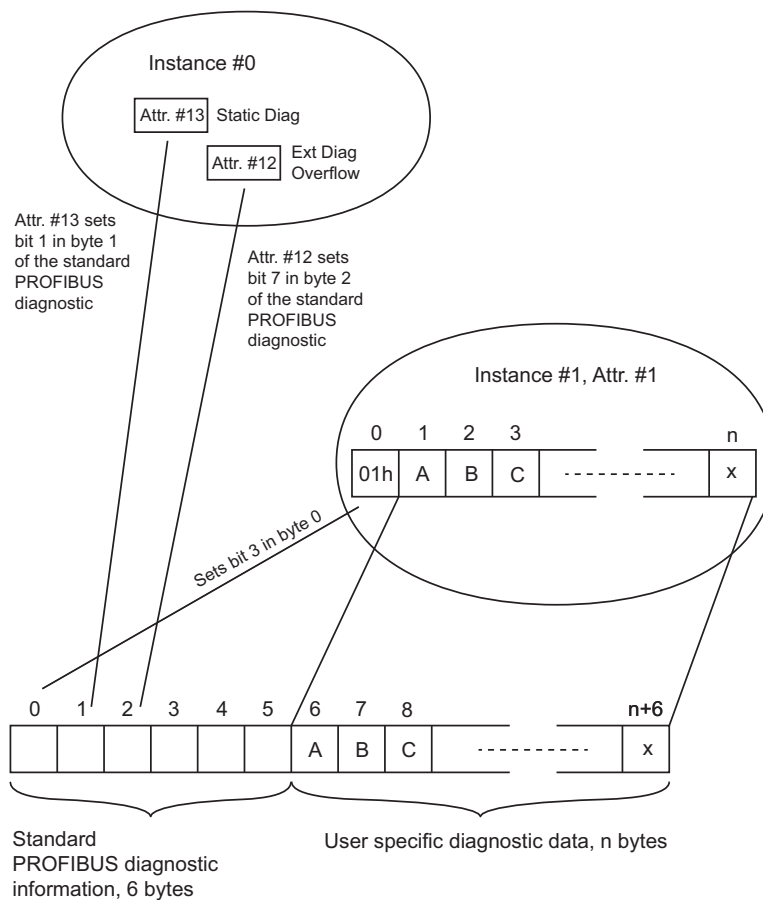 Instance #0
Attr. #13
Static Diag
Attr. #12
Ext Diag
Overflow
Attr. #13 sets
bit 1 in byte 1
of the standard
PROFIBUS
diagnostic
Attr. #12 sets
bit 7 in byte 2
of the standard
PROFIBUS
diagnostic
Instance #1, Attr. #1
0 1 2 3 n
01h A B C x
Sets bit 3 in byte 0
0 1 2 3 4 5 6 7 8 n+6
A B C x
Standard
PROFIBUS diagnostic
information, 6 bytes
User specific diagnostic data, n bytes